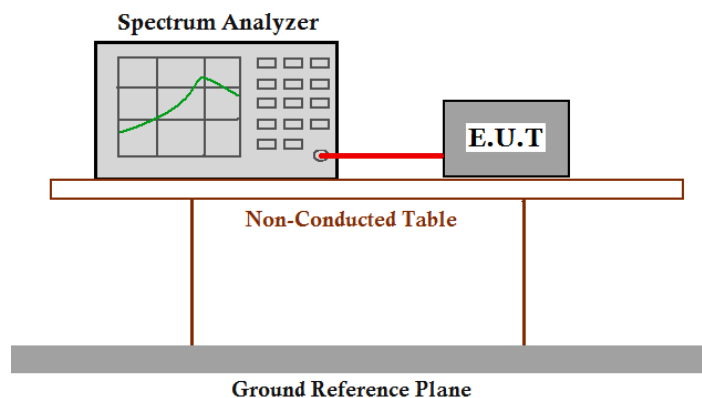 Spectrum Analyzer
E.U.T
Non-Conducted Table
Ground Reference Plane